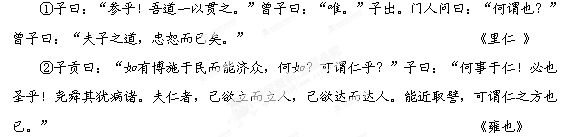 ①子曰：“参乎！吾道一以贯之。”曾子曰：“唯。”子出。门人问曰：“何谓也？”
曾子曰：“夫子之道，忠恕而已矣。” 《里仁 》
②子贡曰：“如有博施于民而能济众，何如？可谓仁乎？”子曰：“何事于仁！必也
圣乎！尧舜其犹病诸。夫仁者，己欲立而立人，己欲达而达人。能近取譬，可谓仁之方也
已。” 《雍也》